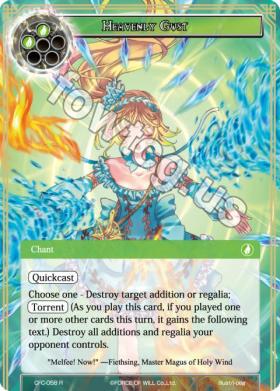 Heavenly Gust
fowtcg.us
Chant
Quickcast
Choose one - Destroy target addition or regalia;
Torrent (As you play this card, if you played one
or more other cards this turn, it gains the following
text.) Destroy all additions and regalia your
opponent controls.
"Melfee! Now!" —Fiethsing, Master Magus of Holy Wind
©FORCE OF WILL Co.,Ltd.